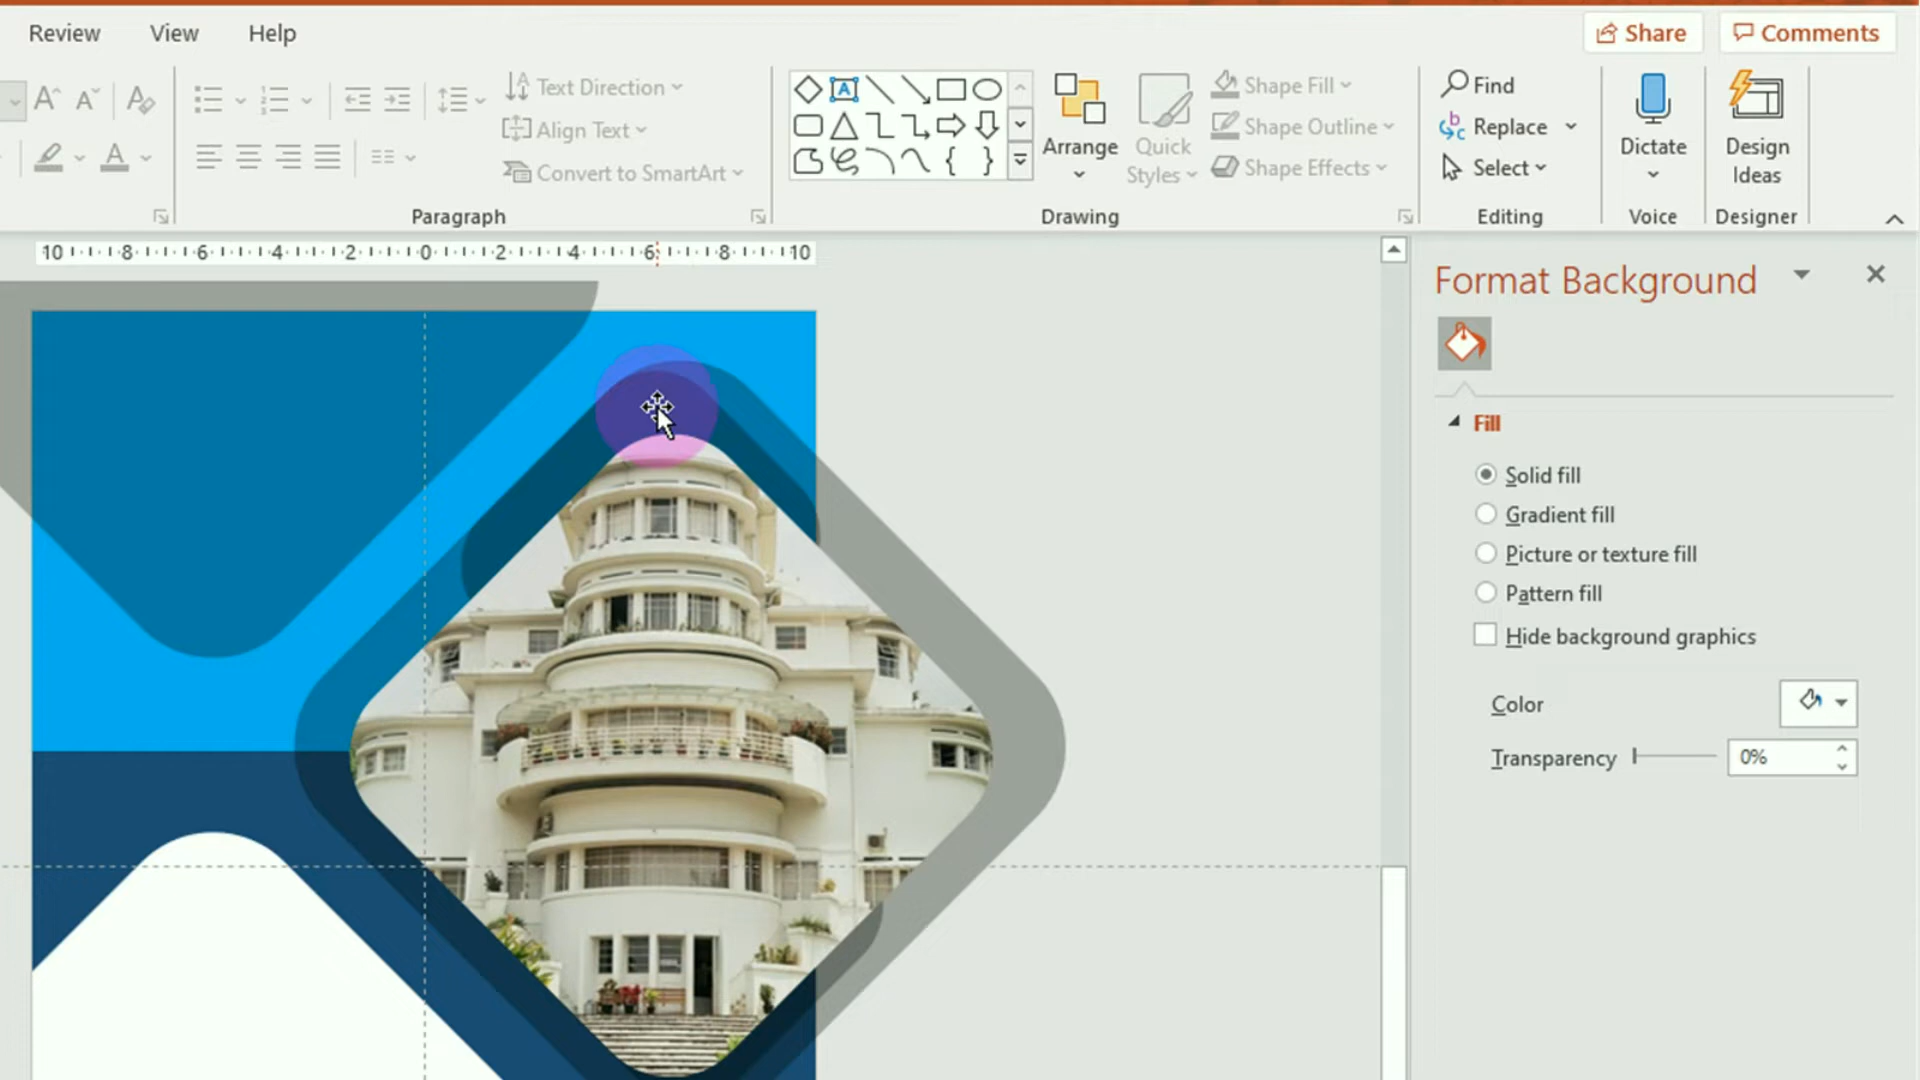 Review View Help Share Comments
A A A Text Direction A Shape Fill Find
Align Text Arrange Quick Styles Shape Outline Replace Dictate Design Ideas
A Convert to SmartArt { } Shape Effects Select
Paragraph Drawing Editing Voice Designer
10 8 6 4 2 0 2 4 6 8 10
Format Background
Fill
Solid fill
Gradient fill
Picture or texture fill
Pattern fill
Hide background graphics
Color
Transparency 0%